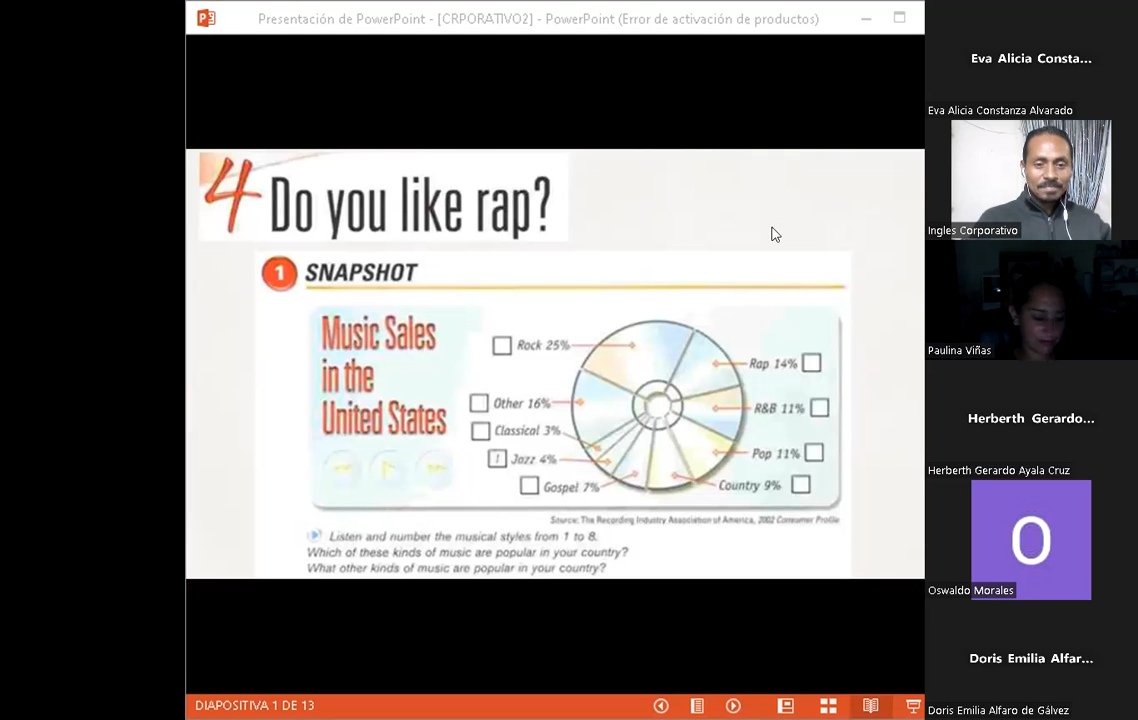 Presentación de PowerPoint - [CRPORATIVO2] - PowerPoint (Error de activación de productos)
4 Do you like rap?
1 SNAPSHOT
Music Sales
in the
United States
Rock 25%
Other 16%
Classical 3%
Jazz 4%
Gospel 7%
Rap 14%
R&B 11%
Pop 11%
Country 9%
Source: The Recording Industry Association of America, 2002 Consumer Profile
Listen and number the musical styles from 1 to 8.
Which of these kinds of music are popular in your country?
What other kinds of music are popular in your country?
DIAPOSITIVA 1 DE 13
Eva Alicia Consta...
Eva Alicia Constanza Alvarado
Ingles Corporativo
Paulina Viñas
Herberth Gerardo...
Herberth Gerardo Ayala Cruz
O
Oswaldo Morales
Doris Emilia Alfar...
Doris Emilia Alfaro de Gálvez